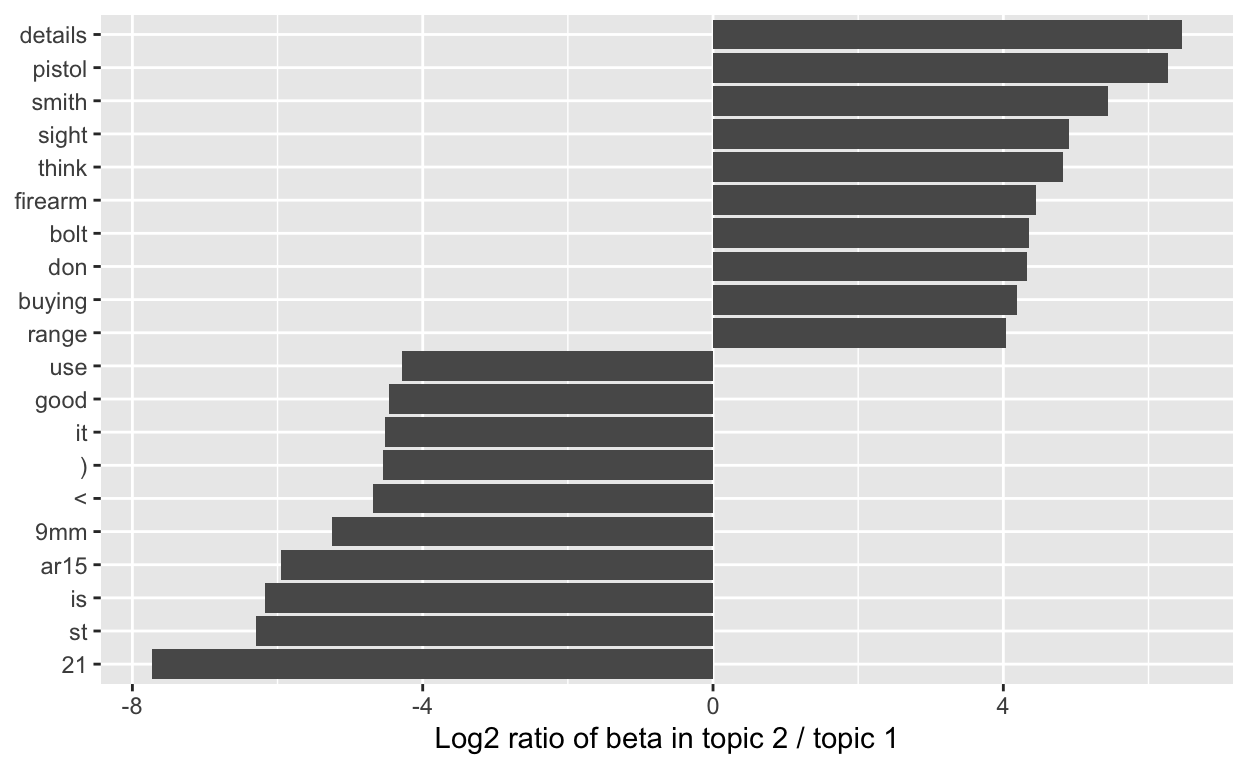 details
pistol
smith
sight
think
firearm
bolt
don
buying
range
use
good
it
)
<
9mm
ar15
is
st
21
-8 -4 0 4
Log2 ratio of beta in topic 2 / topic 1